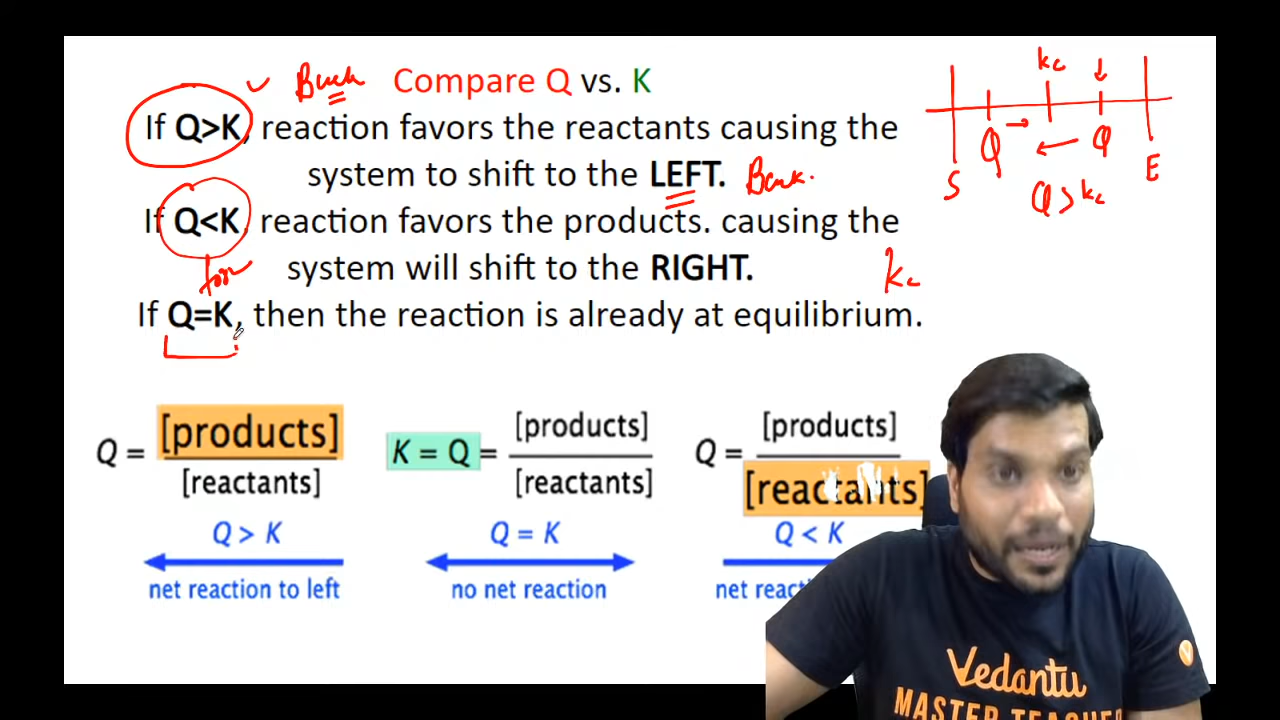 Back Compare Q vs. K
If Q>K, reaction favors the reactants causing the
system to shift to the LEFT. Back.
If Q<K, reaction favors the products. causing the
for system will shift to the RIGHT.
If Q=K, then the reaction is already at equilibrium.
kc
kc
Q Q
S E
Q > kc
Q = [products] / [reactants]
K = Q = [products] / [reactants]
Q = [products] / [reactants]
Q > K
Q = K
Q < K
net reaction to left
no net reaction
net reac
Vedantu
MASTER TEACHER